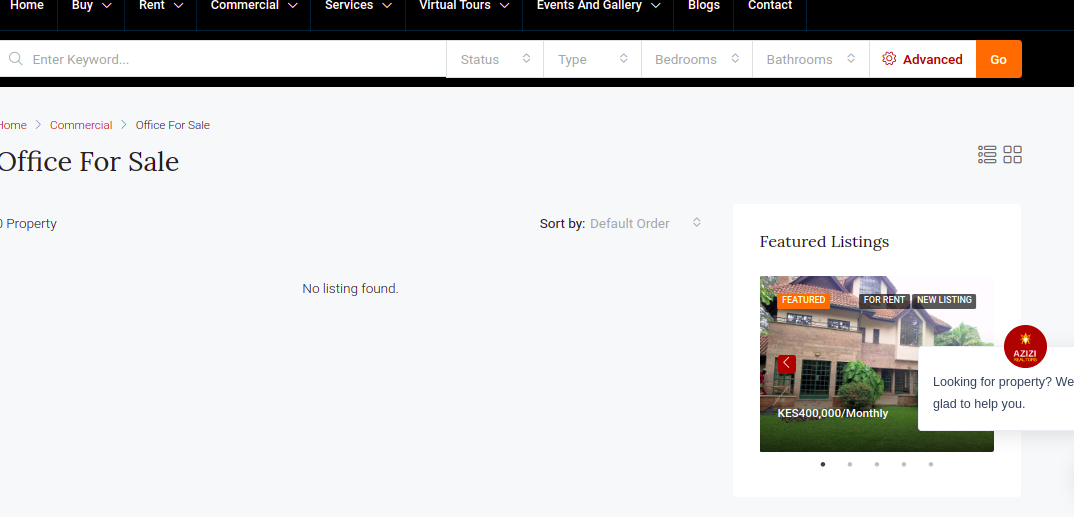 Home Buy Rent Commercial Services Virtual Tours Events And Gallery Blogs Contact
Enter Keyword... Status Type Bedrooms Bathrooms Advanced Go
Home Commercial Office For Sale
Office For Sale
0 Property
Sort by: Default Order
No listing found.
Featured Listings
FEATURED FOR RENT NEW LISTING
KES400,000/Monthly
AZIZI
REALTORS
Looking for property? We
glad to help you.